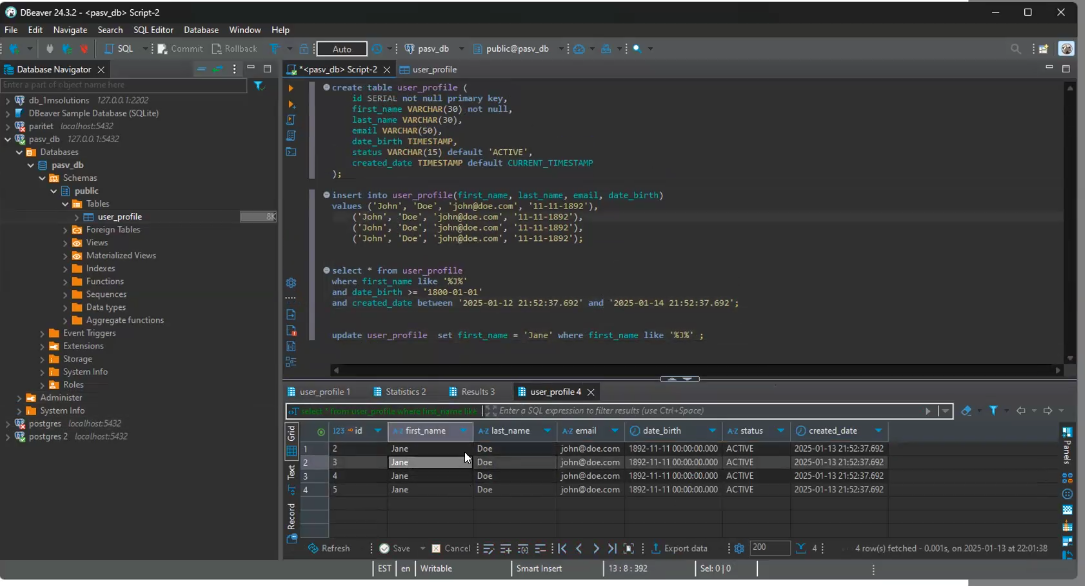 DBeaver 24.3.2 - <pasv_db> Script-2
File Edit Navigate Search SQL Editor Database Window Help
SQL Commit Rollback Auto pasv_db public@pasv_db
Database Navigator
Enter a part of object name here
db_1msolutions 127.0.0.1:2202
DBeaver Sample Database (SQLite)
paritet localhost:5432
pasv_db 127.0.0.1:5432
Databases
pasv_db
Schemas
public
Tables
user_profile
Foreign Tables
Views
Materialized Views
Indexes
Functions
Sequences
Data types
Aggregate functions
Event Triggers
Extensions
Storage
System Info
Roles
Administer
System Info
postgres localhost:5432
postgres 2 localhost:5432
*<pasv_db> Script-2 user_profile
create table user_profile (
id SERIAL not null primary key,
first_name VARCHAR(30) not null,
last_name VARCHAR(30),
email VARCHAR(50),
date_birth TIMESTAMP,
status VARCHAR(15) default 'ACTIVE',
created_date TIMESTAMP default CURRENT_TIMESTAMP
);
insert into user_profile(first_name, last_name, email, date_birth)
values ('John', 'Doe', 'john@doe.com', '11-11-1892'),
('John', 'Doe', 'john@doe.com', '11-11-1892'),
('John', 'Doe', 'john@doe.com', '11-11-1892'),
('John', 'Doe', 'john@doe.com', '11-11-1892');
select * from user_profile
where first_name like '%J%'
and date_birth >= '1800-01-01'
and created_date between '2025-01-12 21:52:37.692' and '2025-01-14 21:52:37.692';
update user_profile set first_name = 'Jane' where first_name like '%J%' ;
user_profile 1 Statistics 2 Results 3 user_profile 4
select * from user_profile where first_name like Enter a SQL expression to filter results (use Ctrl+Space)
Grid
Text
Record
123 id A-Z first_name A-Z last_name A-Z email date_birth A-Z status created_date
1 2 Jane Doe john@doe.com 1892-11-11 00:00:00.000 ACTIVE 2025-01-13 21:52:37.692
2 3 Jane Doe john@doe.com 1892-11-11 00:00:00.000 ACTIVE 2025-01-13 21:52:37.692
3 4 Jane Doe john@doe.com 1892-11-11 00:00:00.000 ACTIVE 2025-01-13 21:52:37.692
4 5 Jane Doe john@doe.com 1892-11-11 00:00:00.000 ACTIVE 2025-01-13 21:52:37.692
Panels
Refresh Save Cancel Export data 200 4 4 row(s) fetched - 0.001s, on 2025-01-13 at 22:01:38
EST en Writable Smart Insert 13 : 8 : 392 Sel: 0 | 0